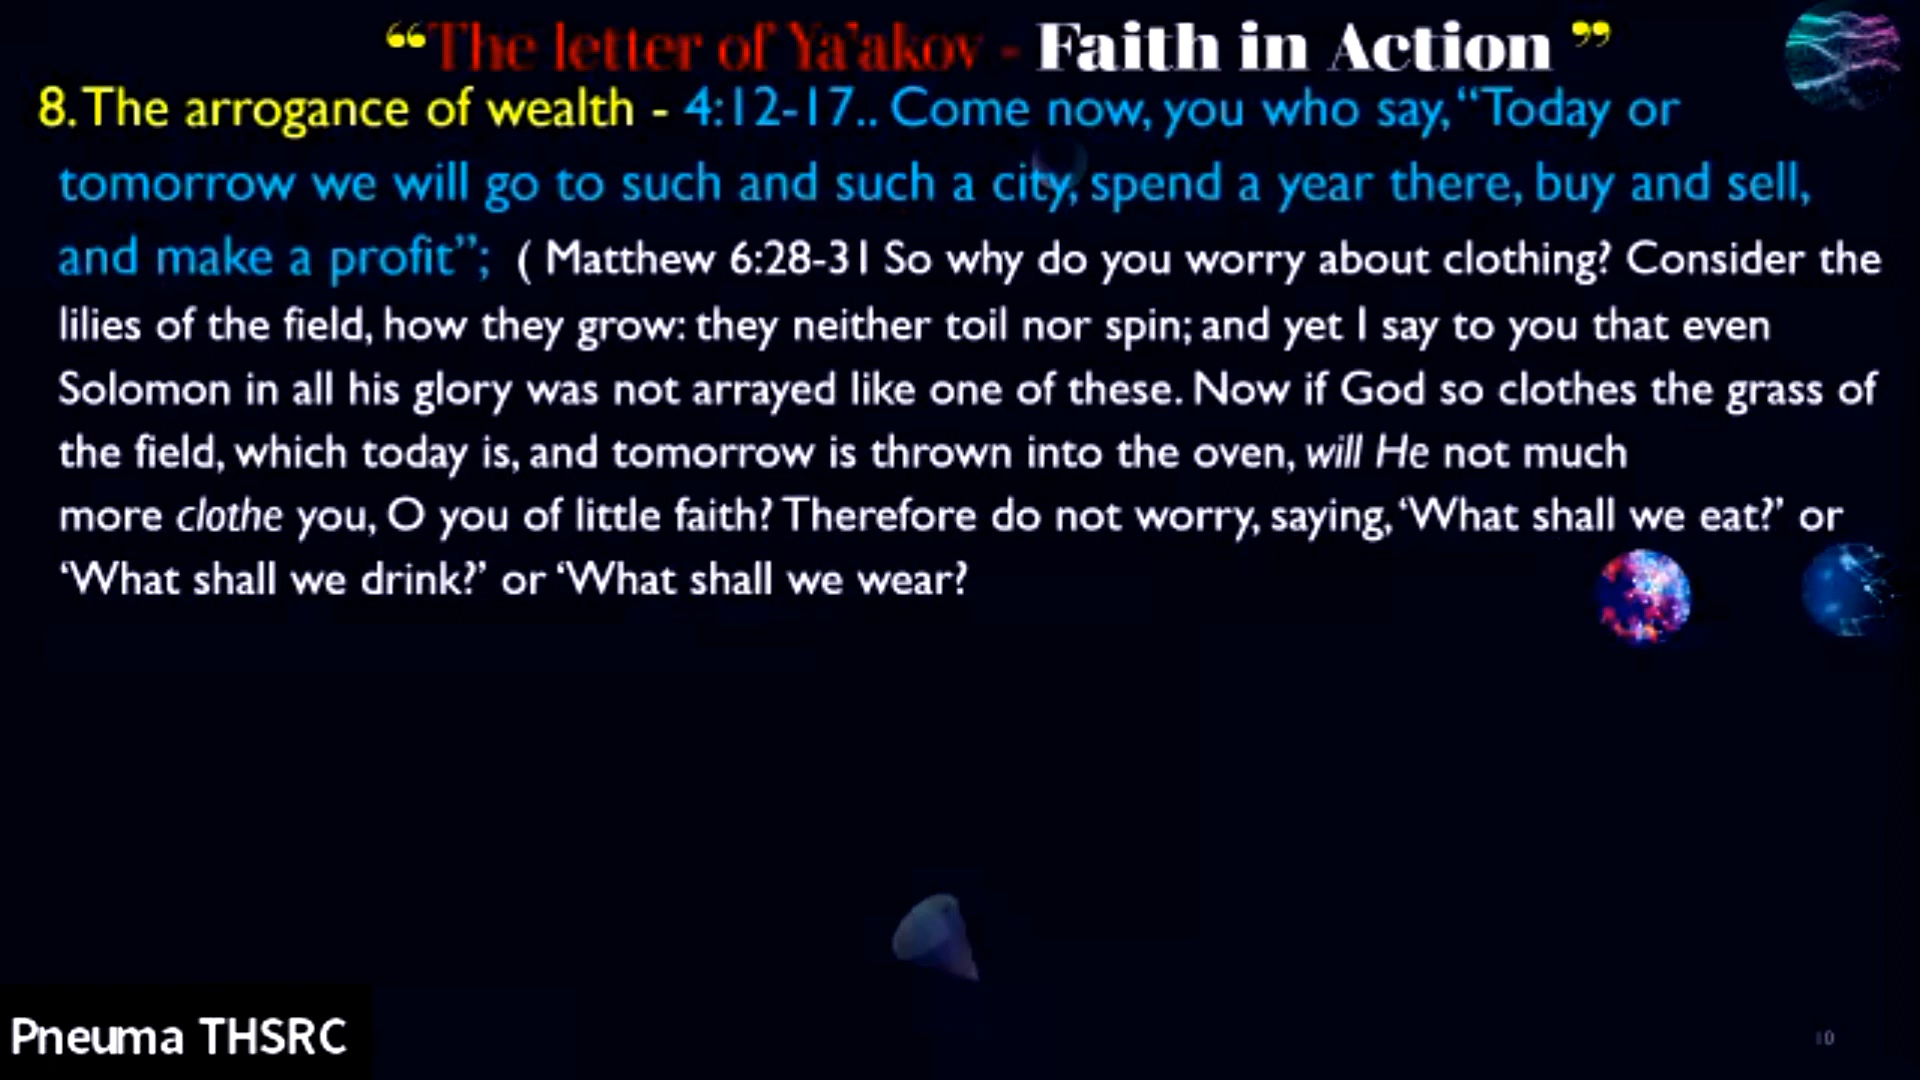 “The letter of Ya’akov - Faith in Action ”
8. The arrogance of wealth - 4:12-17.. Come now, you who say, “Today or
tomorrow we will go to such and such a city, spend a year there, buy and sell,
and make a profit”; ( Matthew 6:28-31 So why do you worry about clothing? Consider the
lilies of the field, how they grow: they neither toil nor spin; and yet I say to you that even
Solomon in all his glory was not arrayed like one of these. Now if God so clothes the grass of
the field, which today is, and tomorrow is thrown into the oven, will He not much
more clothe you, O you of little faith? Therefore do not worry, saying, ‘What shall we eat?’ or
‘What shall we drink?’ or ‘What shall we wear?
Pneuma THSRC
10